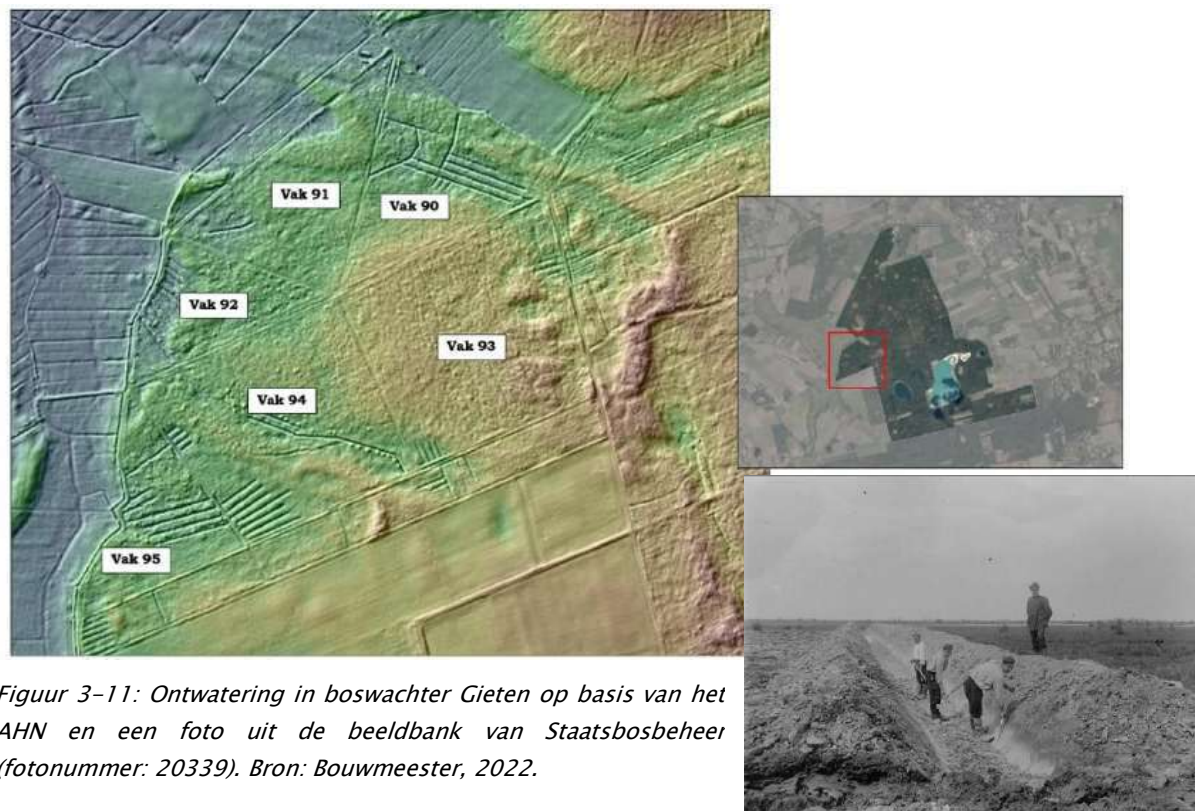 Vak 91
Vak 90
Vak 92
Vak 93
Vak 94
Vak 95
Figuur 3-11: Ontwatering in boswachter Gieten op basis van het
AHN en een foto uit de beeldbank van Staatsbosbeheer
(fotonummer: 20339). Bron: Bouwmeester, 2022.